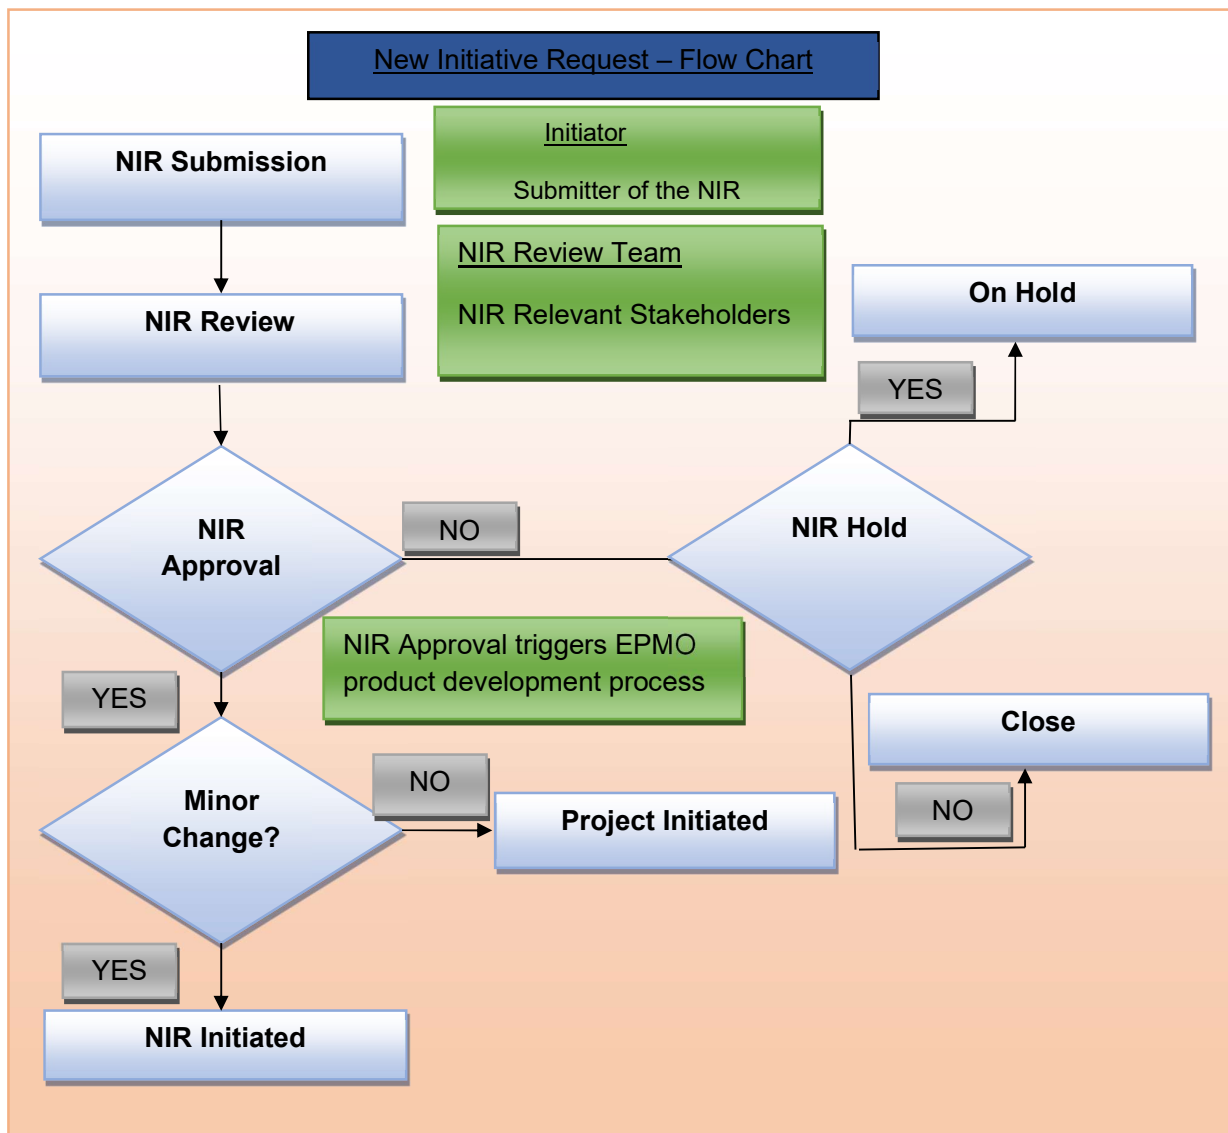 New Initiative Request – Flow Chart
Initiator
Submitter of the NIR
NIR Submission
NIR Review Team
NIR Relevant Stakeholders
NIR Review
On Hold
YES
NIR
Approval
NO
NIR Hold
NIR Approval triggers EPMO
product development process
YES
Close
NO
Minor
Change?
NO
Project Initiated
YES
NIR Initiated